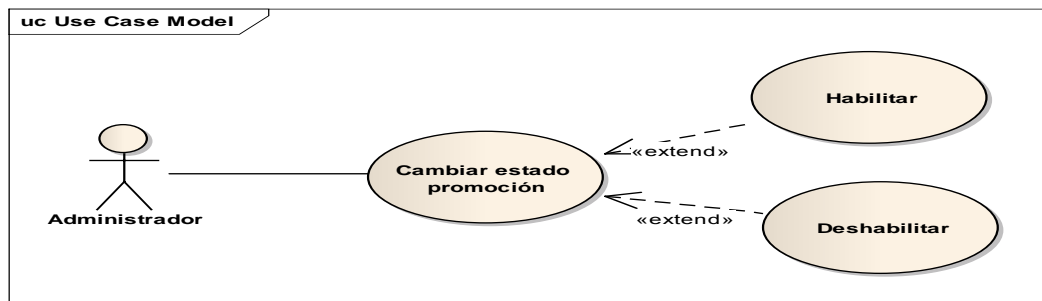 uc Use Case Model
Habilitar
«extend»
Cambiar estado
promoción
Administrador
«extend»
Deshabilitar